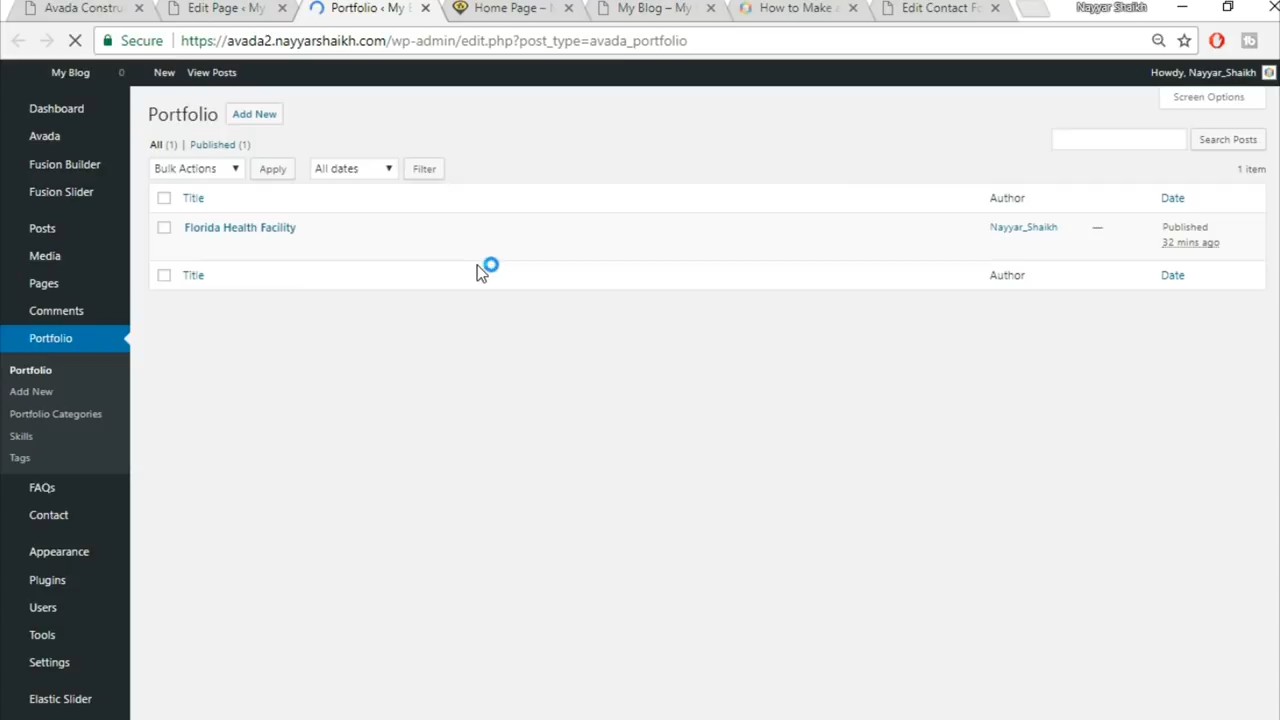 Avada Constru
Edit Page ‹ My
Portfolio ‹ My B
Home Page –
My Blog – My
How to Make
Edit Contact Fo
Nayyar Shaikh
Secure
https://avada2.nayyarshaikh.com/wp-admin/edit.php?post_type=avada_portfolio
My Blog 0 New View Posts
Howdy, Nayyar_Shaikh
Screen Options
Dashboard
Avada
Fusion Builder
Fusion Slider
Posts
Media
Pages
Comments
Portfolio
Portfolio
Add New
Portfolio Categories
Skills
Tags
FAQs
Contact
Appearance
Plugins
Users
Tools
Settings
Elastic Slider
Portfolio Add New
All (1) | Published (1)
Search Posts
Bulk Actions Apply All dates Filter
1 item
Title Author Date
Florida Health Facility Nayyar_Shaikh — Published
32 mins ago
Title Author Date